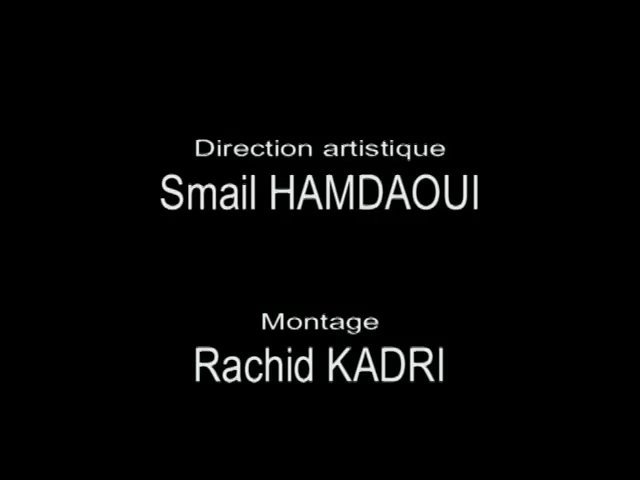 Direction artistique
Smail HAMDAOUI
Montage
Rachid KADRI